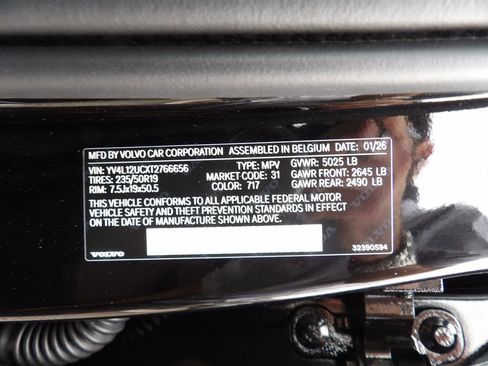 MFD BY VOLVO CAR CORPORATION ASSEMBLED IN BELGIUM DATE: 01/26
VIN: YV4L12UCXT2766656 TYPE: MPV GVWR: 5025 LB
TIRES: 235/50R19 MARKET CODE: 31 GAWR FRONT: 2645 LB
RIM: 7.5Jx19x50.5 COLOR: 717 GAWR REAR: 2490 LB
THIS VEHICLE CONFORMS TO ALL APPLICABLE FEDERAL MOTOR
VEHICLE SAFETY AND THEFT PREVENTION STANDARDS IN EFFECT
ON THE DATE OF MANUFACTURE SHOWN ABOVE.
VOLVO 32390594